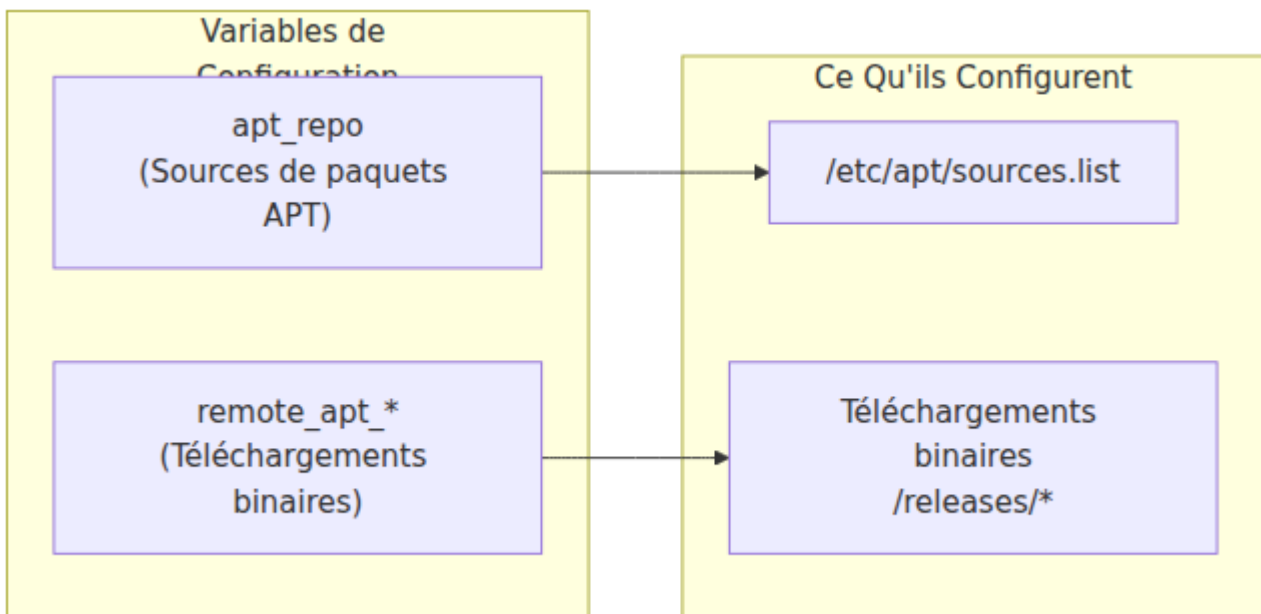 Variables de
Configuration
apt_repo
(Sources de paquets
APT)
remote_apt_*
(Téléchargements
binaires)
Ce Qu'ils Configurent
/etc/apt/sources.list
Téléchargements
binaires
/releases/*